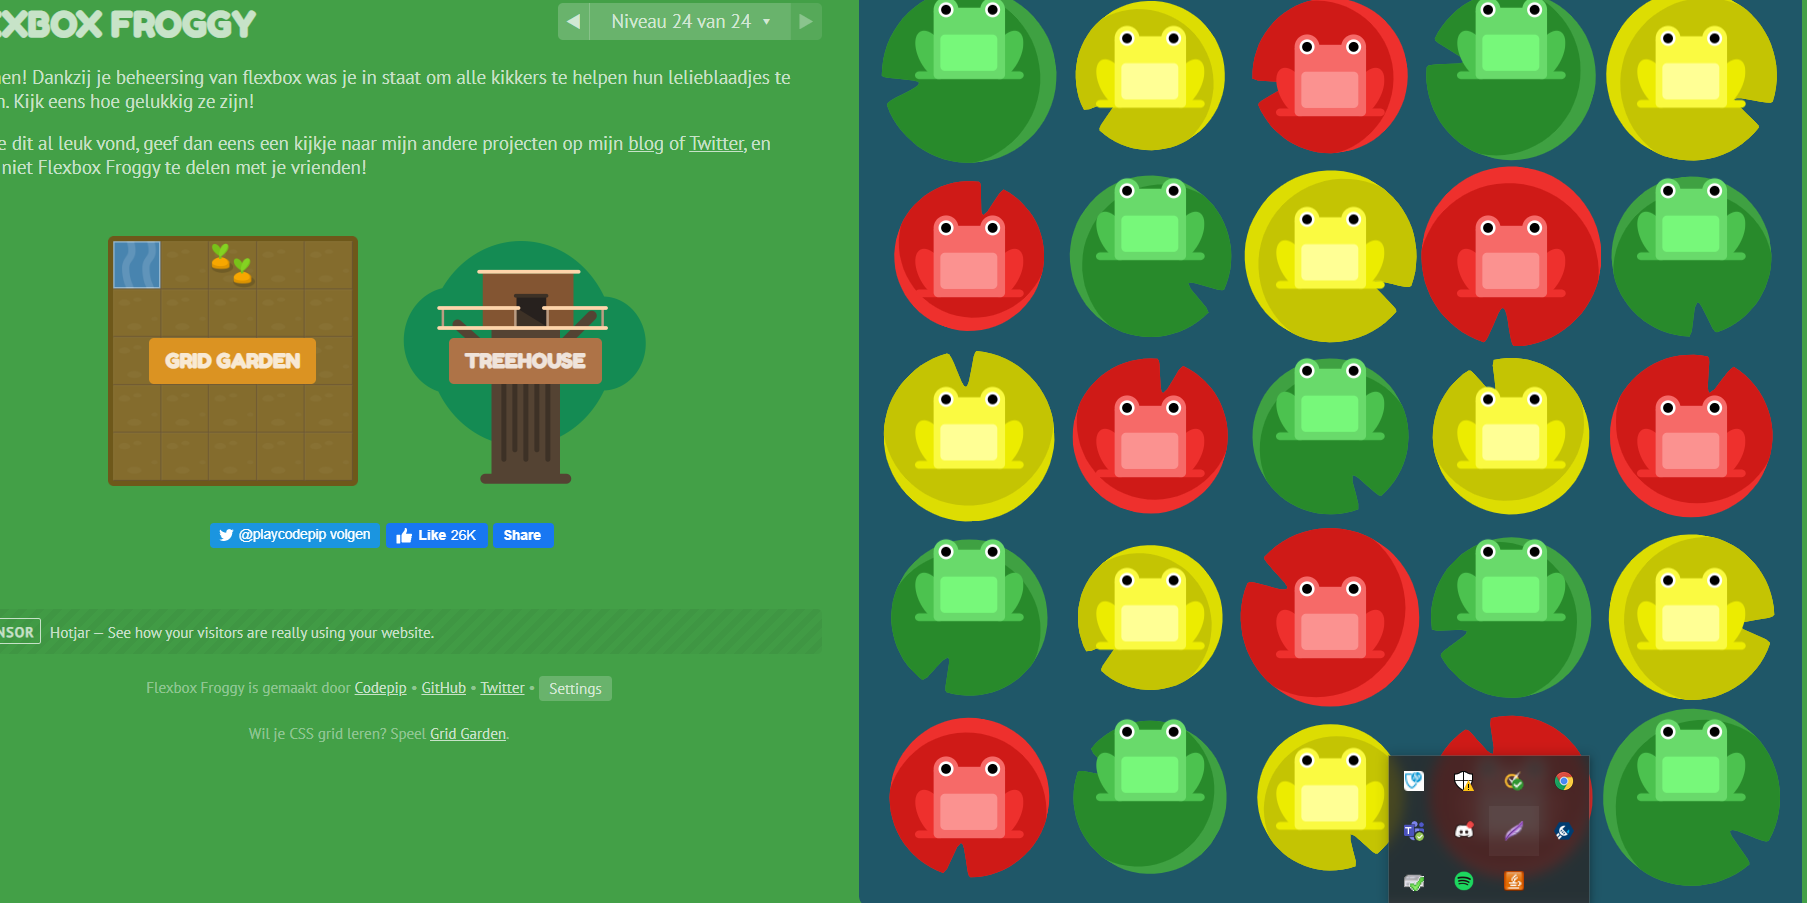 XBOX FROGGY
Niveau 24 van 24
en! Dankzij je beheersing van flexbox was je in staat om alle kikkers te helpen hun lelieblaadjes te
. Kijk eens hoe gelukkig ze zijn!
e dit al leuk vond, geef dan eens een kijkje naar mijn andere projecten op mijn blog of Twitter, en
niet Flexbox Froggy te delen met je vrienden!
GRID GARDEN
TREEHOUSE
@playcodepip volgen
Like 26K
Share
NSOR Hotjar — See how your visitors are really using your website.
Flexbox Froggy is gemaakt door Codepip • GitHub • Twitter • Settings
Wil je CSS grid leren? Speel Grid Garden.